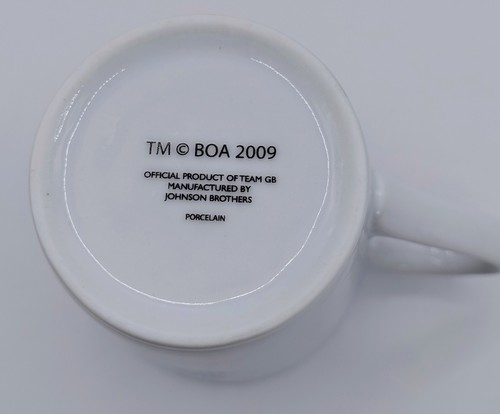 TM © BOA 2009
OFFICIAL PRODUCT OF TEAM GB
MANUFACTURED BY
JOHNSON BROTHERS
PORCELAIN